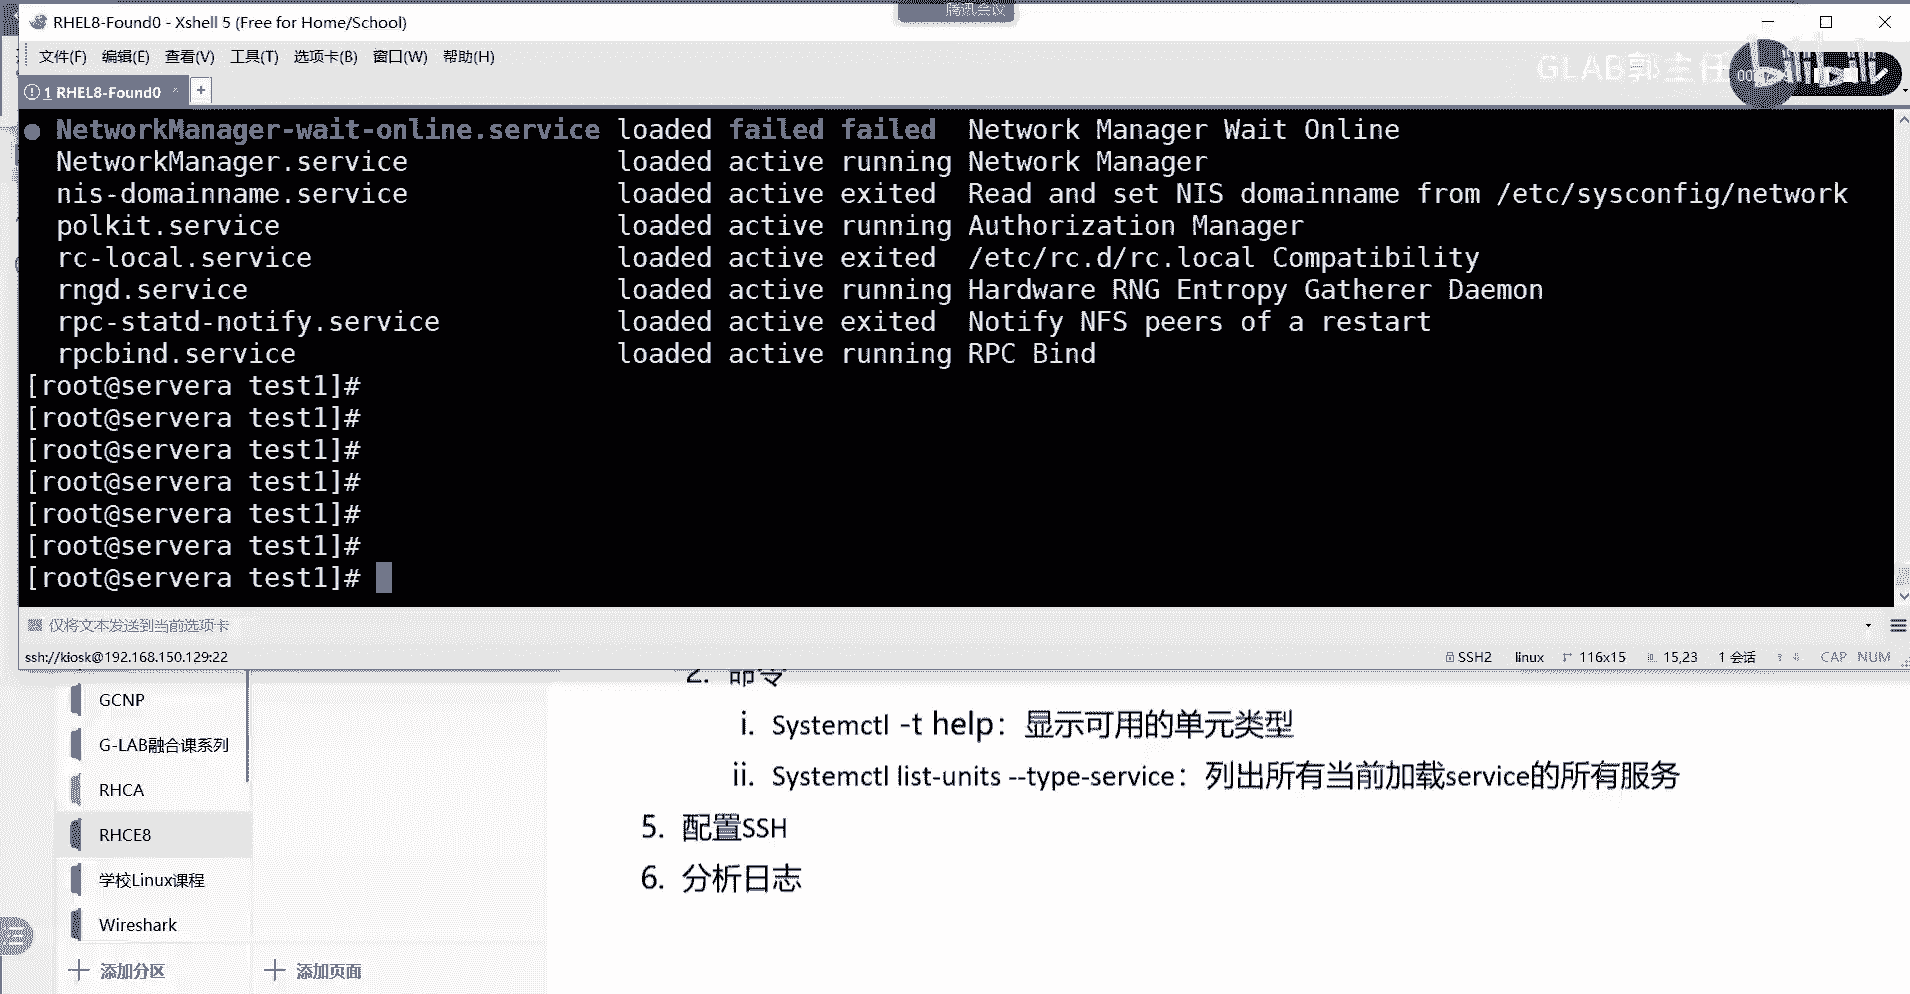 腾讯会议
RHEL8-Found0 - Xshell 5 (Free for Home/School)
文件(F) 编辑(E) 查看(V) 工具(T) 选项卡(B) 窗口(W) 帮助(H)
GLAB郭主任
1 RHEL8-Found0
● NetworkManager-wait-online.service loaded failed failed Network Manager Wait Online
NetworkManager.service loaded active running Network Manager
nis-domainname.service loaded active exited Read and set NIS domainname from /etc/sysconfig/network
polkit.service loaded active running Authorization Manager
rc-local.service loaded active exited /etc/rc.d/rc.local Compatibility
rngd.service loaded active running Hardware RNG Entropy Gatherer Daemon
rpc-statd-notify.service loaded active exited Notify NFS peers of a restart
rpcbind.service loaded active running RPC Bind
[root@servera test1]#
[root@servera test1]#
[root@servera test1]#
[root@servera test1]#
[root@servera test1]#
[root@servera test1]#
[root@servera test1]#
仅将文本发送到当前选项卡
ssh://kiosk@192.168.150.129:22 SSH2 linux 116x15 15,23 1 会话 CAP NUM
2. 命令
i. Systemctl -t help：显示可用的单元类型
ii. Systemctl list-units --type-service：列出所有当前加载service的所有服务
5. 配置SSH
6. 分析日志
GCNP
G-LAB融合课系列
RHCA
RHCE8
学校Linux课程
Wireshark
添加分区 添加页面